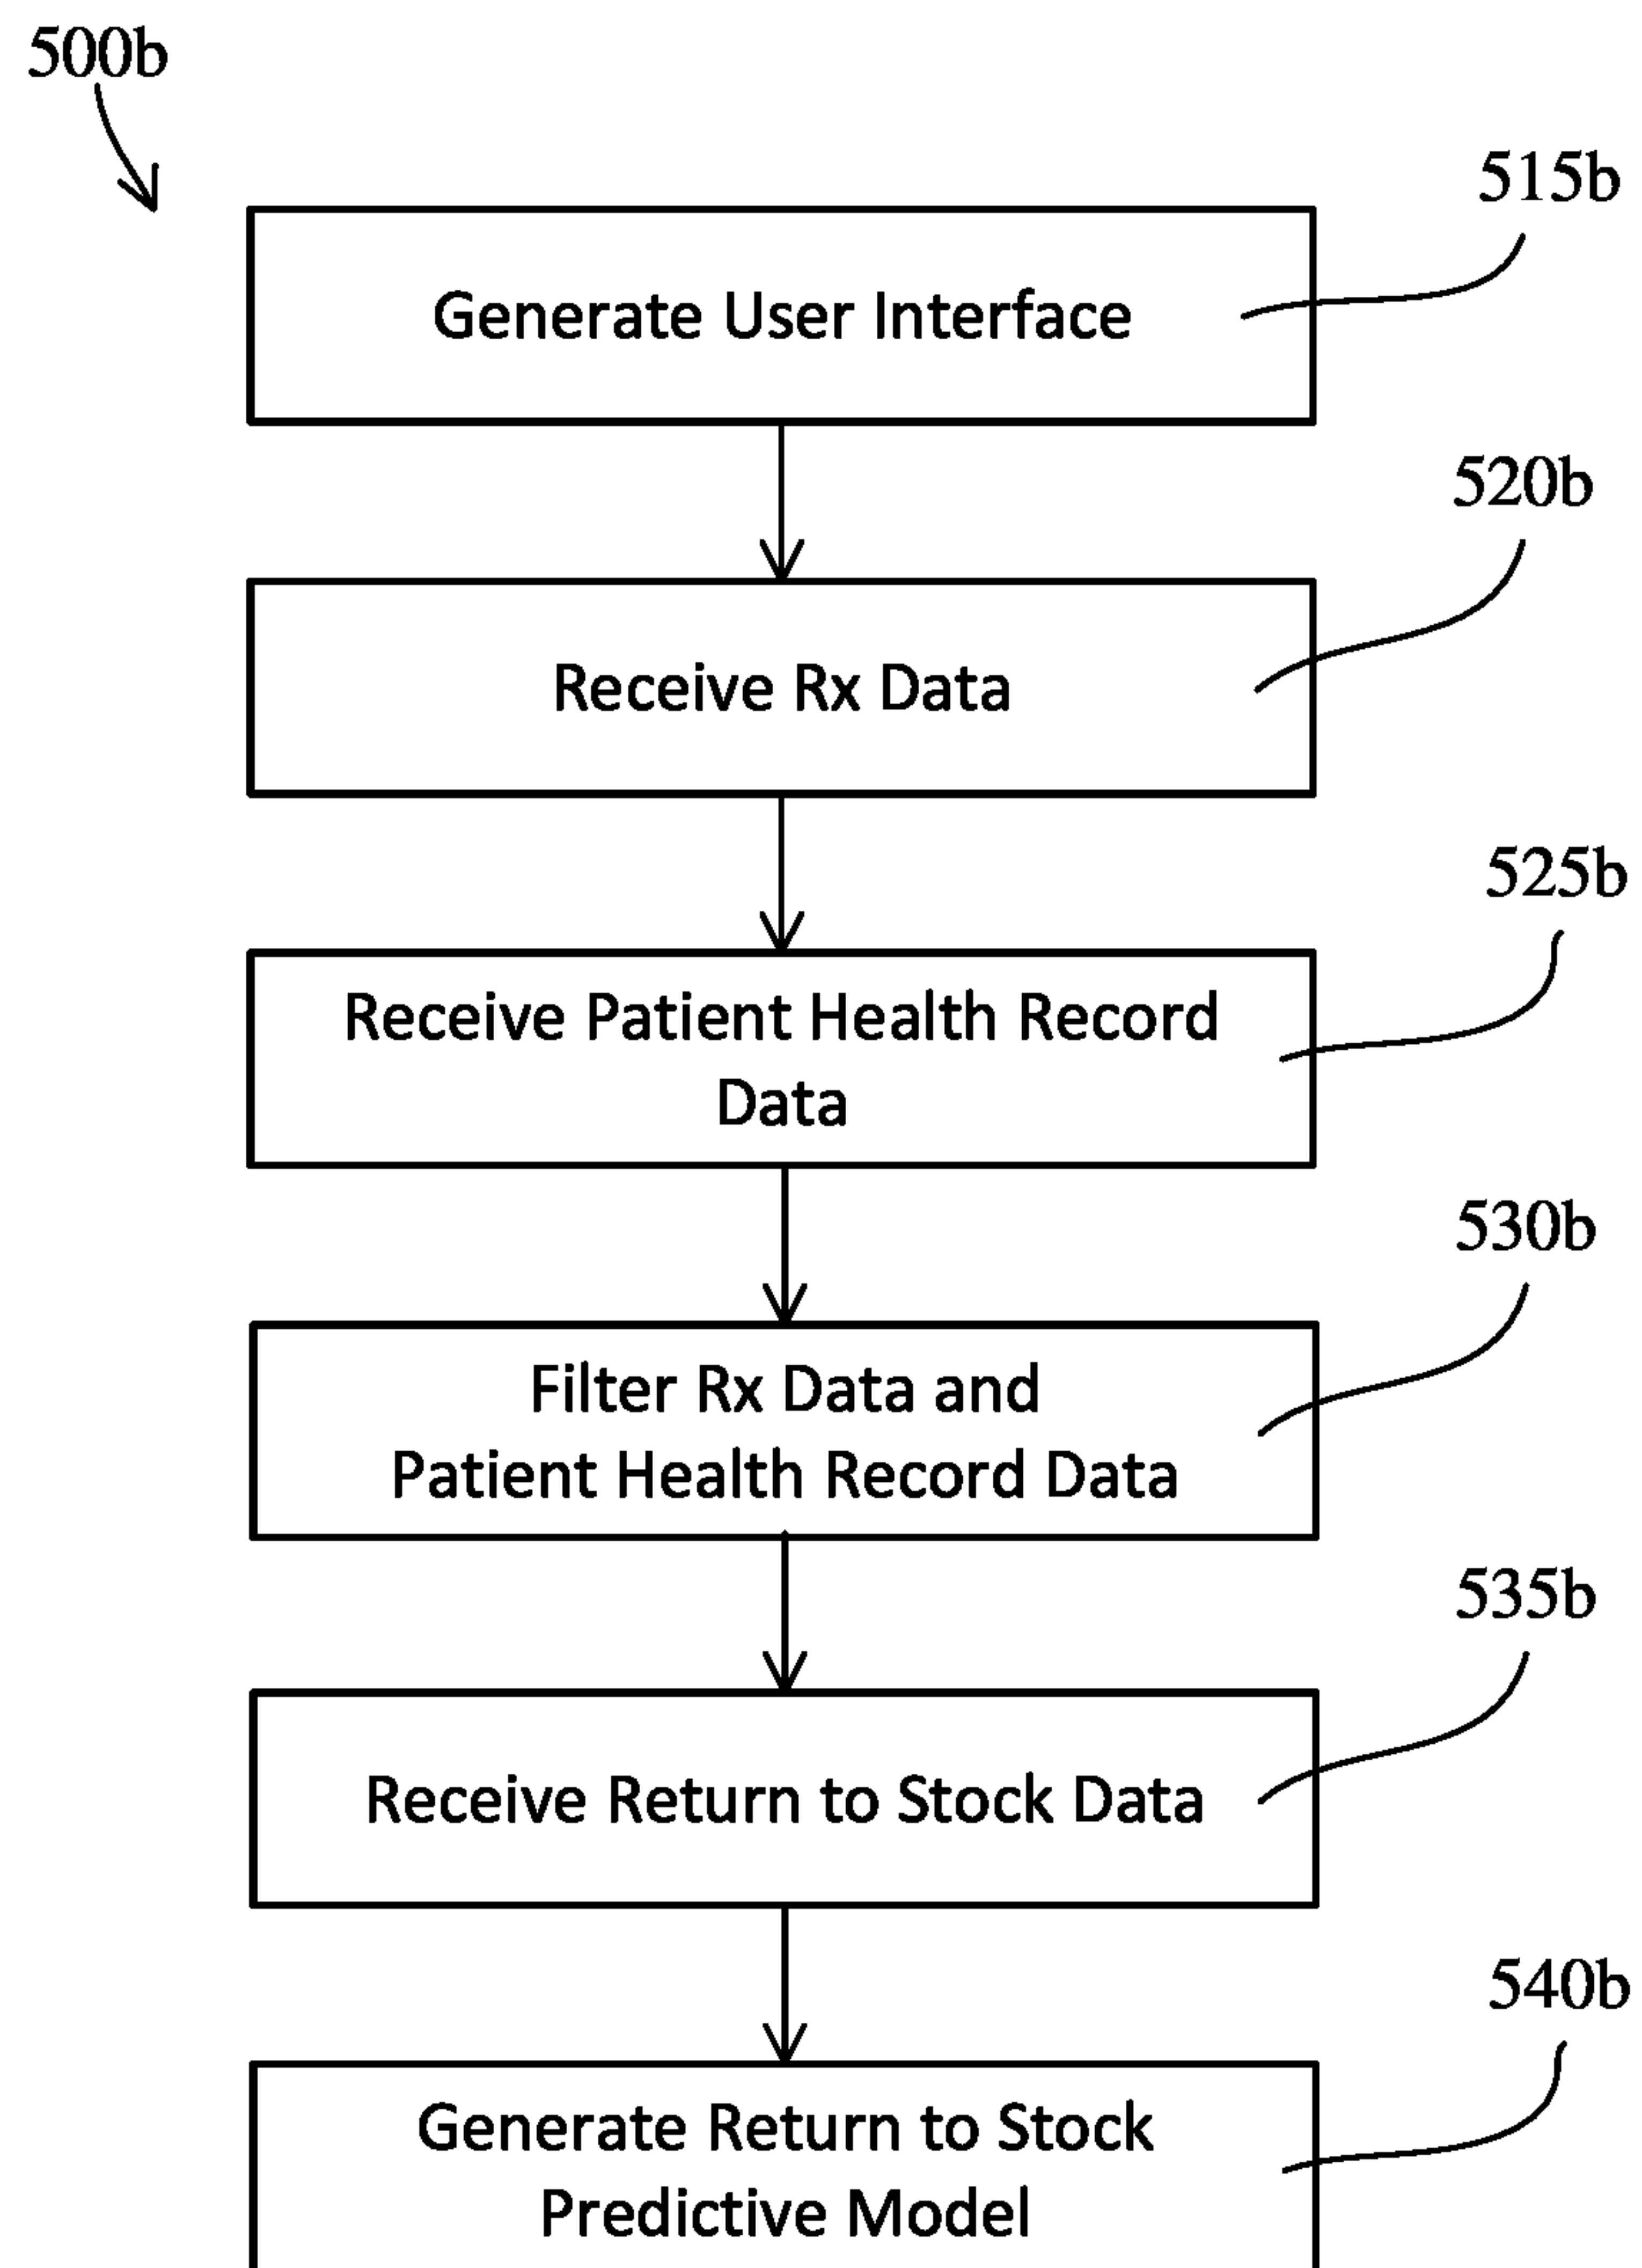 500b
515b
Generate User Interface
520b
Receive Rx Data
525b
Receive Patient Health Record
Data
530b
Filter Rx Data and
Patient Health Record Data
535b
Receive Return to Stock Data
540b
Generate Return to Stock
Predictive Model